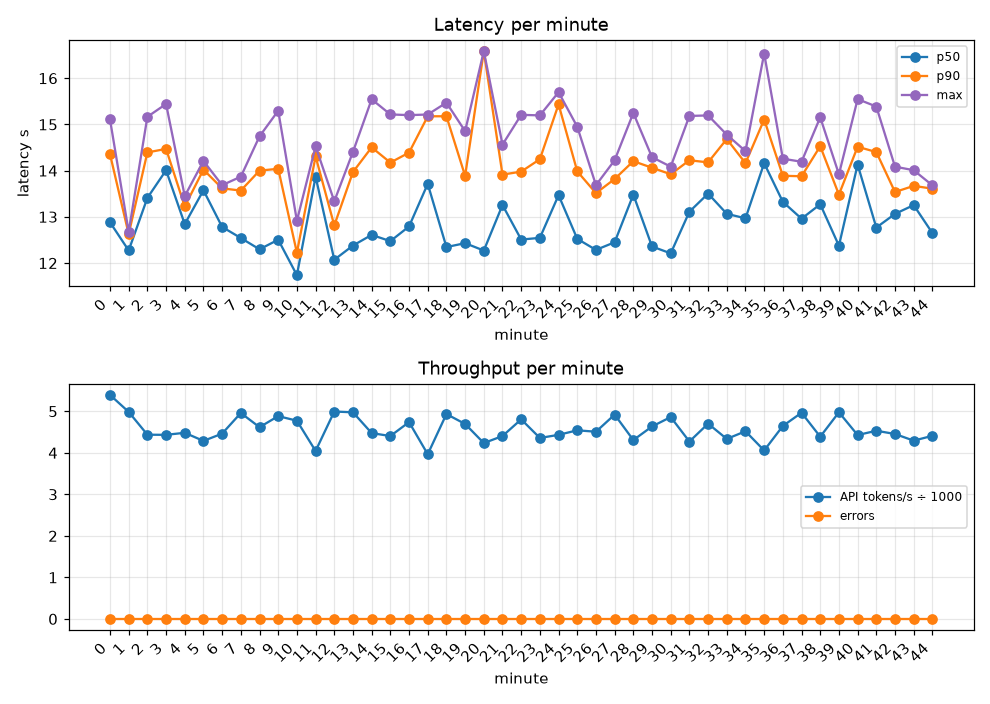 Latency per minute
latency s
16
15
14
13
12
p50
p90
max
0 1 2 3 4 5 6 7 8 9 10 11 12 13 14 15 16 17 18 19 20 21 22 23 24 25 26 27 28 29 30 31 32 33 34 35 36 37 38 39 40 41 42 43 44
minute
Throughput per minute
5
4
3
2
1
0
API tokens/s ÷ 1000
errors
0 1 2 3 4 5 6 7 8 9 10 11 12 13 14 15 16 17 18 19 20 21 22 23 24 25 26 27 28 29 30 31 32 33 34 35 36 37 38 39 40 41 42 43 44
minute